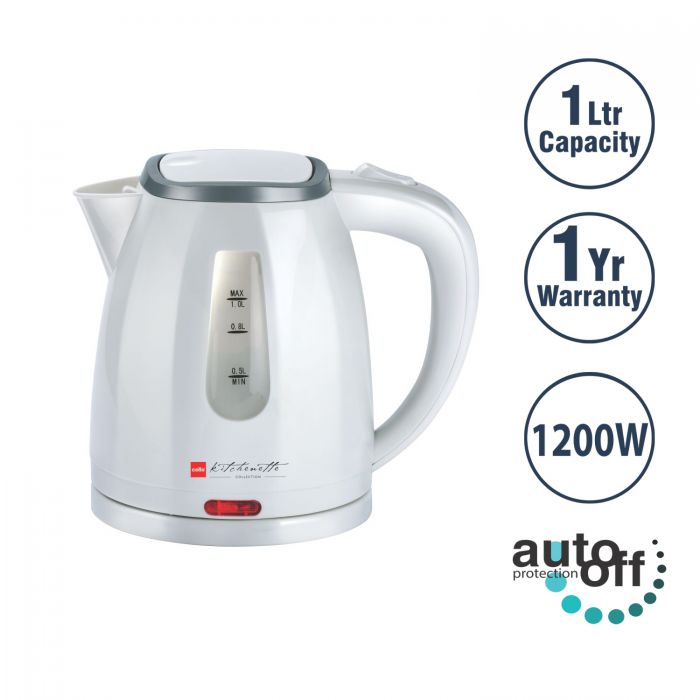 MAX
1.0L
0.8L
0.5L
MIN
cello
kitchenette
COLLECTION
1 Ltr
Capacity
1 Yr
Warranty
1200W
auto off
protection